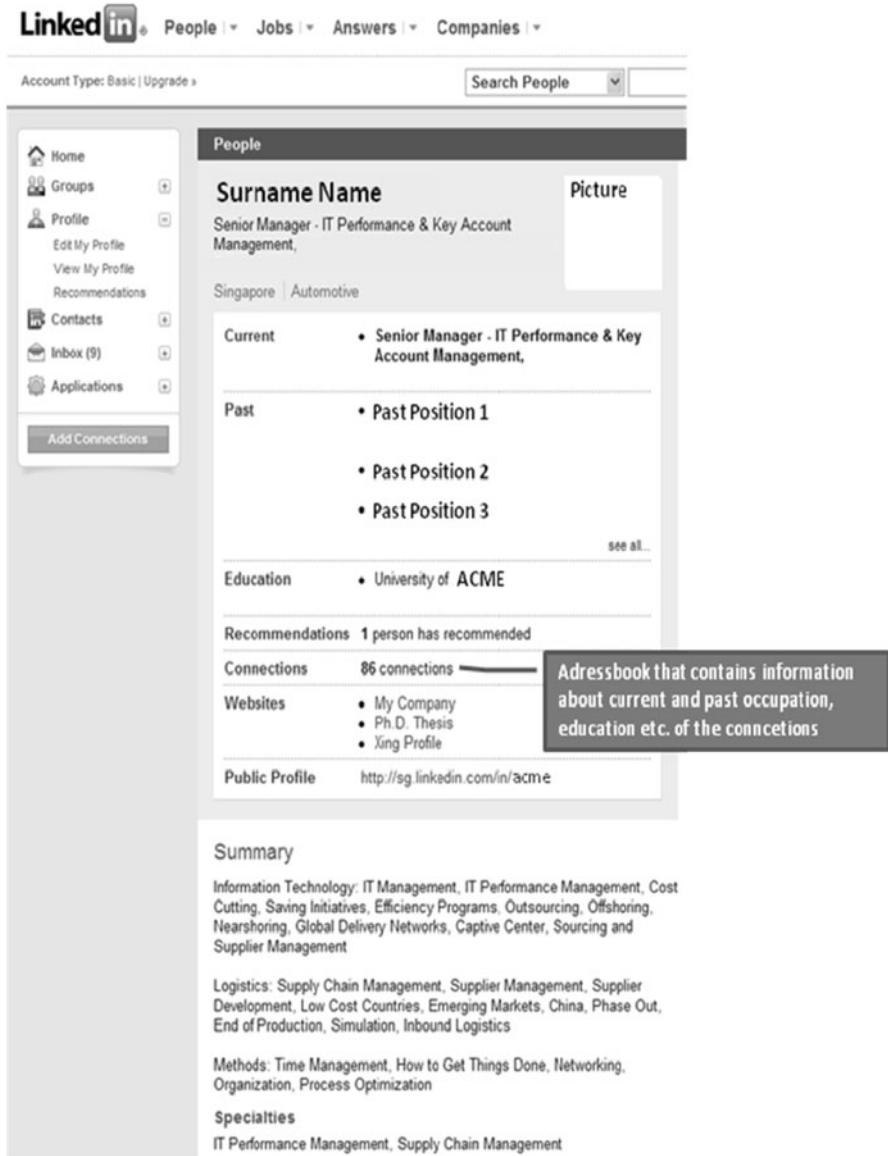 Linked in® People Jobs Answers Companies
Account Type: Basic | Upgrade »
Search People
Home
Groups
Profile
Edit My Profile
View My Profile
Recommendations
Contacts
Inbox (9)
Applications
Add Connections
People
Surname Name
Picture
Senior Manager - IT Performance & Key Account
Management,
Singapore | Automotive
Current • Senior Manager - IT Performance & Key
Account Management,
Past • Past Position 1
• Past Position 2
• Past Position 3
see all...
Education • University of ACME
Recommendations 1 person has recommended
Connections 86 connections
Adressbook that contains information
about current and past occupation,
education etc. of the conncetions
Websites • My Company
• Ph.D. Thesis
• Xing Profile
Public Profile http://sg.linkedin.com/in/acme
Summary
Information Technology: IT Management, IT Performance Management, Cost
Cutting, Saving Initiatives, Efficiency Programs, Outsourcing, Offshoring,
Nearshoring, Global Delivery Networks, Captive Center, Sourcing and
Supplier Management
Logistics: Supply Chain Management, Supplier Management, Supplier
Development, Low Cost Countries, Emerging Markets, China, Phase Out,
End of Production, Simulation, Inbound Logistics
Methods: Time Management, How to Get Things Done, Networking,
Organization, Process Optimization
Specialties
IT Performance Management, Supply Chain Management